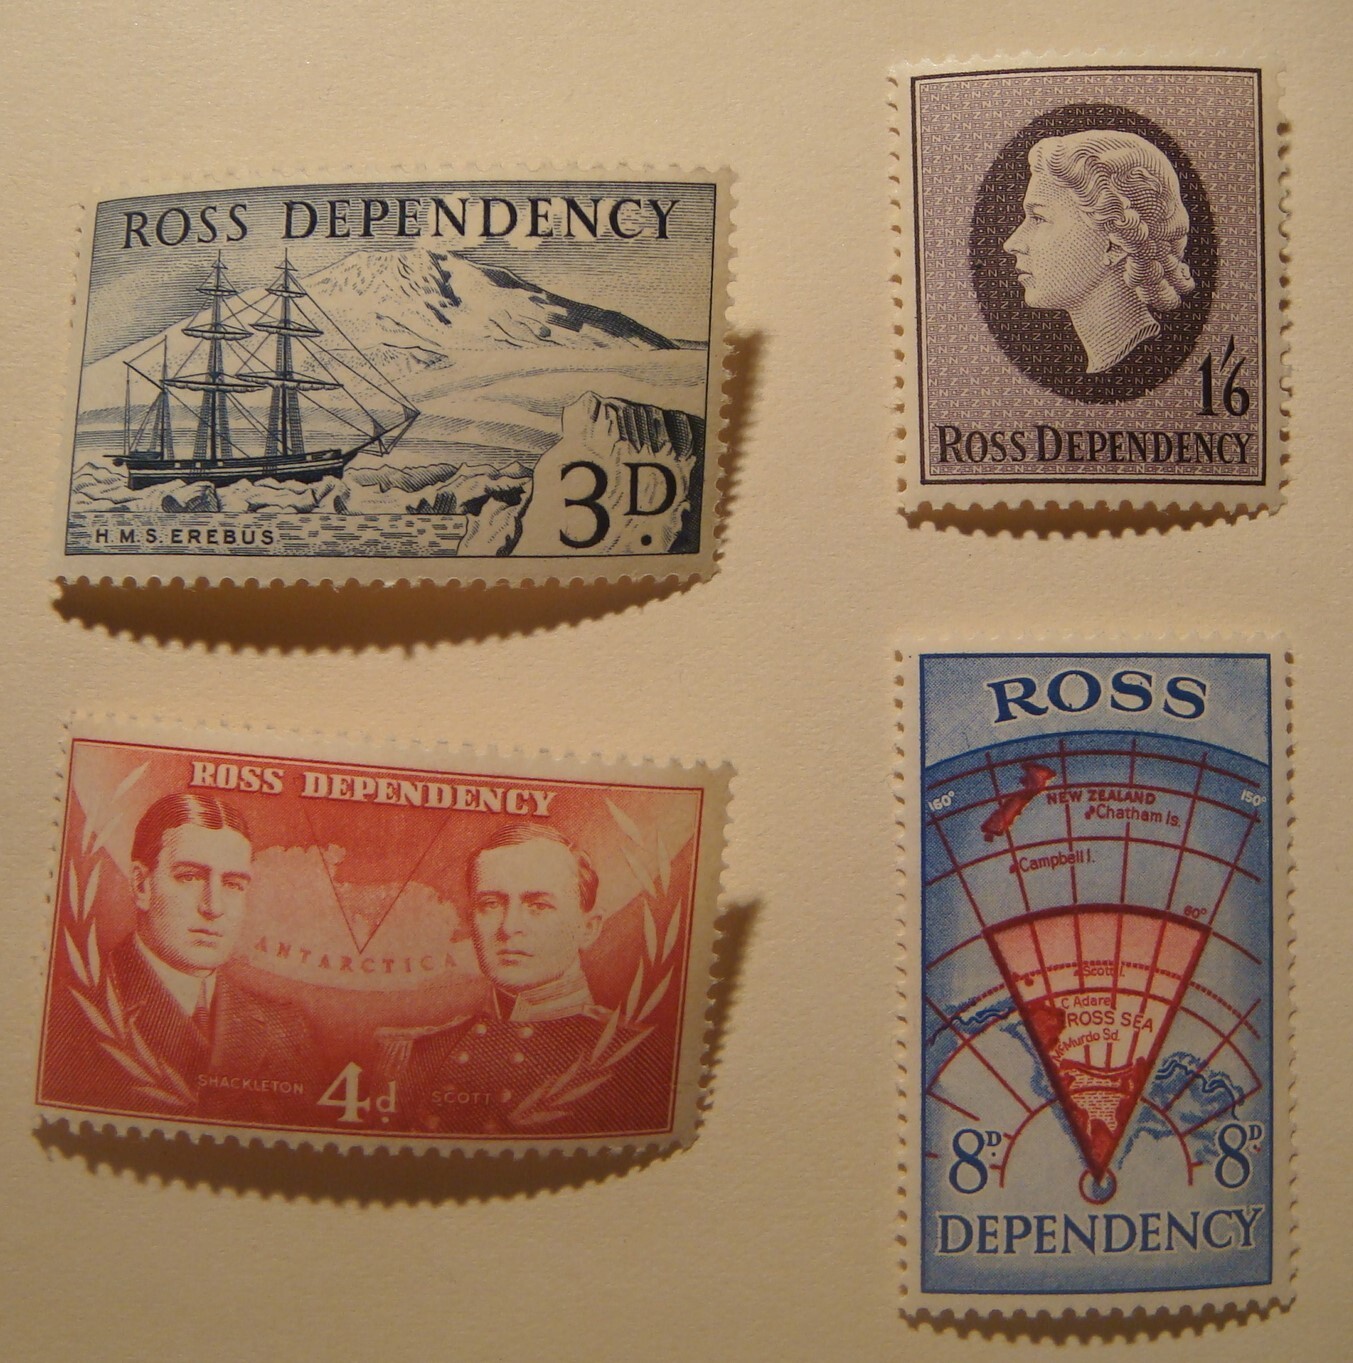 ROSS DEPENDENCY
H.M.S. EREBUS
3D.
1'6
ROSS DEPENDENCY
ROSS DEPENDENCY
ANTARCTICA
SHACKLETON
4d
SCOTT
ROSS
160°
150°
NEW ZEALAND
Chatham Is.
Campbell I.
60°
Scott I.
C Adare
ROSS SEA
McMurdo Sd.
8D.
8D.
DEPENDENCY